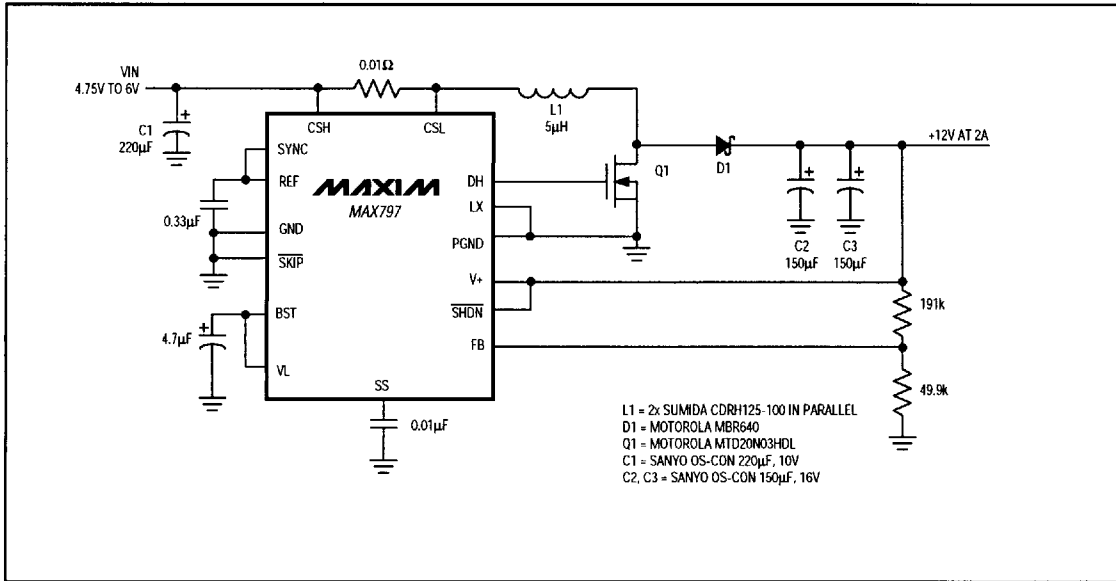 VIN
4.75V TO 6V
0.01Ω
C1
220µF
+
L1
5µH
+12V AT 2A
CSH
CSL
SYNC
REF
GND
SKIP
BST
VL
SS
MAXIM
MAX797
DH
LX
PGND
V+
SHDN
FB
0.33µF
+
4.7µF
0.01µF
Q1
D1
+
+
C2
150µF
C3
150µF
191k
49.9k
L1 = 2x SUMIDA CDRH125-100 IN PARALLEL
D1 = MOTOROLA MBR640
Q1 = MOTOROLA MTD20N03HDL
C1 = SANYO OS-CON 220µF, 10V
C2, C3 = SANYO OS-CON 150µF, 16V